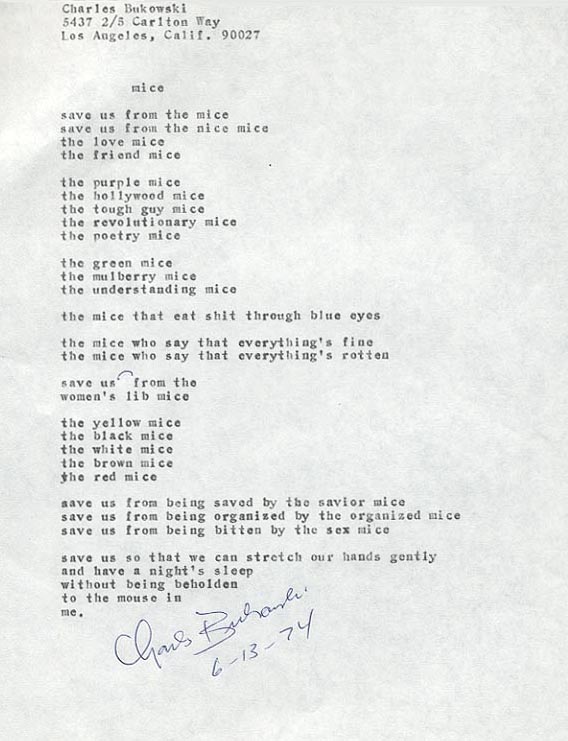 Charles Bukowski
5437 2/5 Carlton Way
Los Angeles, Calif. 90027
mice
save us from the mice
save us from the nice mice
the love mice
the friend mice
the purple mice
the hollywood mice
the tough guy mice
the revolutionary mice
the poetry mice
the green mice
the mulberry mice
the understanding mice
the mice that eat shit through blue eyes
the mice who say that everything's fine
the mice who say that everything's rotten
save us from the
women's lib mice
the yellow mice
the black mice
the white mice
the brown mice
the red mice
save us from being saved by the savior mice
save us from being organized by the organized mice
save us from being bitten by the sex mice
save us so that we can stretch our hands gently
and have a night's sleep
without being beholden
to the mouse in
me.
Charles Bukowski
6-13-74